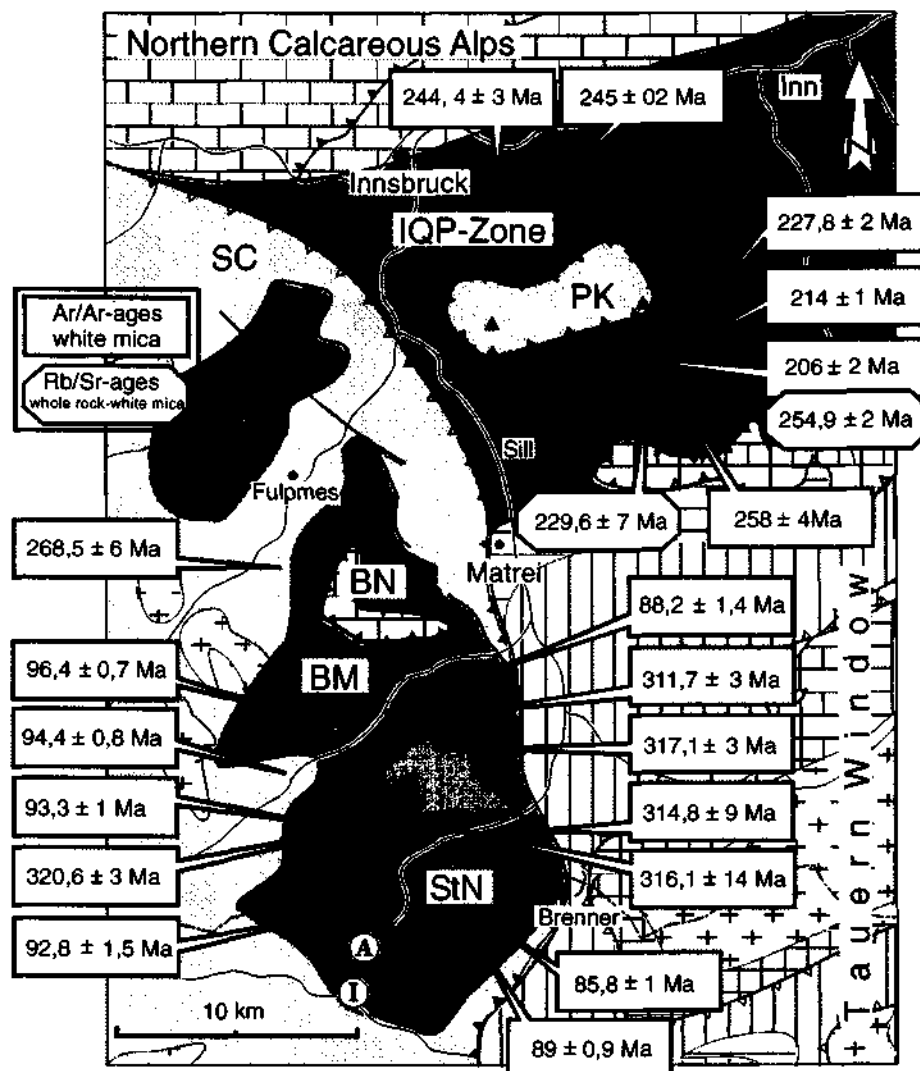 Northern Calcareous Alps
244, 4 ± 3 Ma
245 ± 02 Ma
Inn
N
Innsbruck
IQP-Zone
SC
PK
227,8 ± 2 Ma
214 ± 1 Ma
206 ± 2 Ma
254,9 ± 2 Ma
Ar/Ar-ages
white mica
Rb/Sr-ages
whole rock-white mica
Sill
Fulpmes
229,6 ± 7 Ma
258 ± 4Ma
Matrei
268,5 ± 6 Ma
BN
88,2 ± 1,4 Ma
BM
96,4 ± 0,7 Ma
311,7 ± 3 Ma
94,4 ± 0,8 Ma
317,1 ± 3 Ma
93,3 ± 1 Ma
314,8 ± 9 Ma
320,6 ± 3 Ma
StN
316,1 ± 14 Ma
Brenner
92,8 ± 1,5 Ma
A
I
85,8 ± 1 Ma
10 km
89 ± 0,9 Ma
Tauern Window